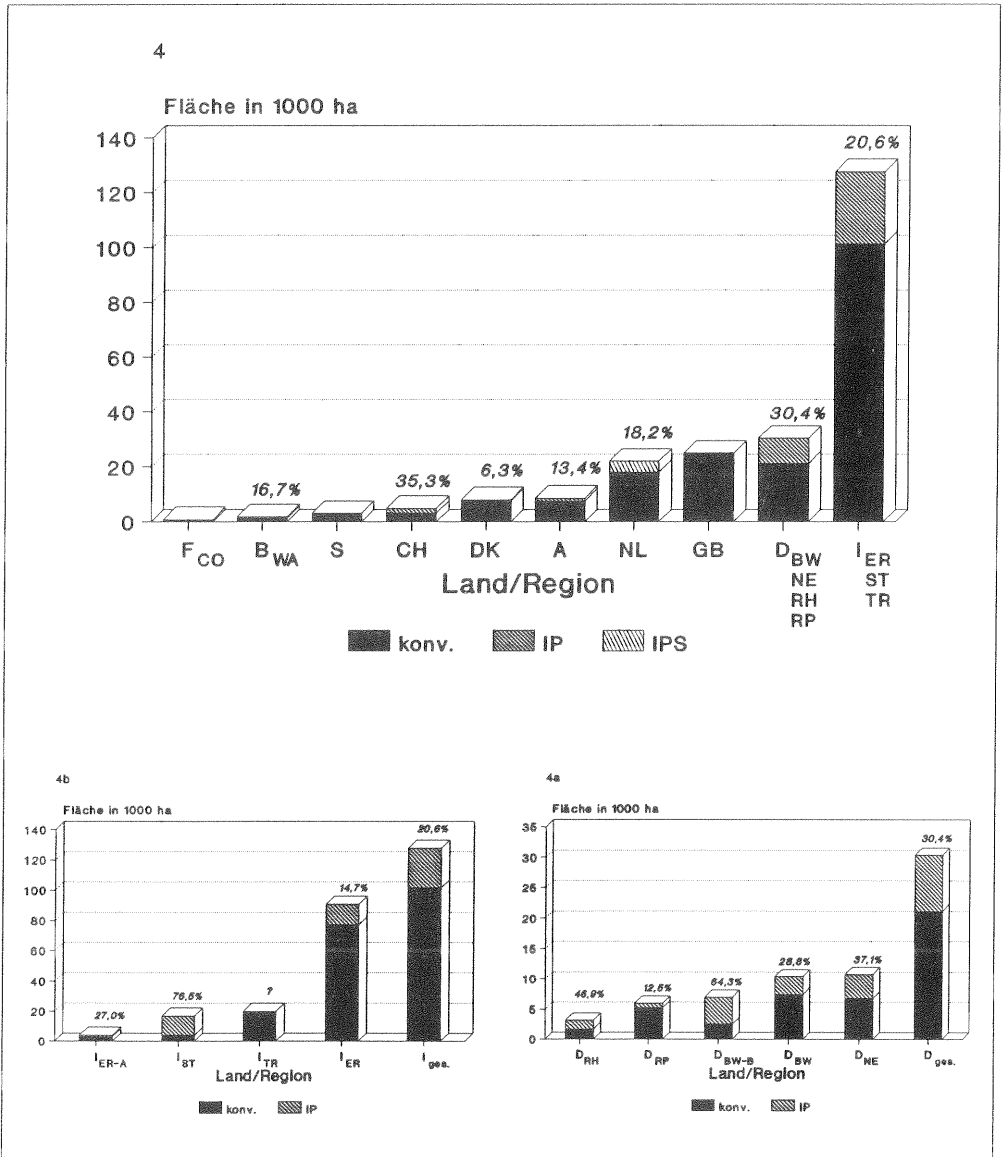 4
Fläche in 1000 ha
140
120
100
80
60
40
20
0
16,7% 35,3% 6,3% 13,4% 18,2% 30,4% 20,6%
F CO B WA S CH DK A NL GB D BW I ER
NE ST
RH TR
RP
Land/Region
konv. IP IPS
4b
Fläche in 1000 ha
140
120
100
80
60
40
20
0
27,0% 76,5% ? 14,7% 20,6%
I ER-A I ST I TR I ER I ges.
Land/Region
konv. IP
4a
Fläche in 1000 ha
35
30
25
20
15
10
5
0
46,9% 12,5% 64,3% 28,8% 37,1% 30,4%
D RH D RP D BW-B D BW D NE D ges.
Land/Region
konv. IP